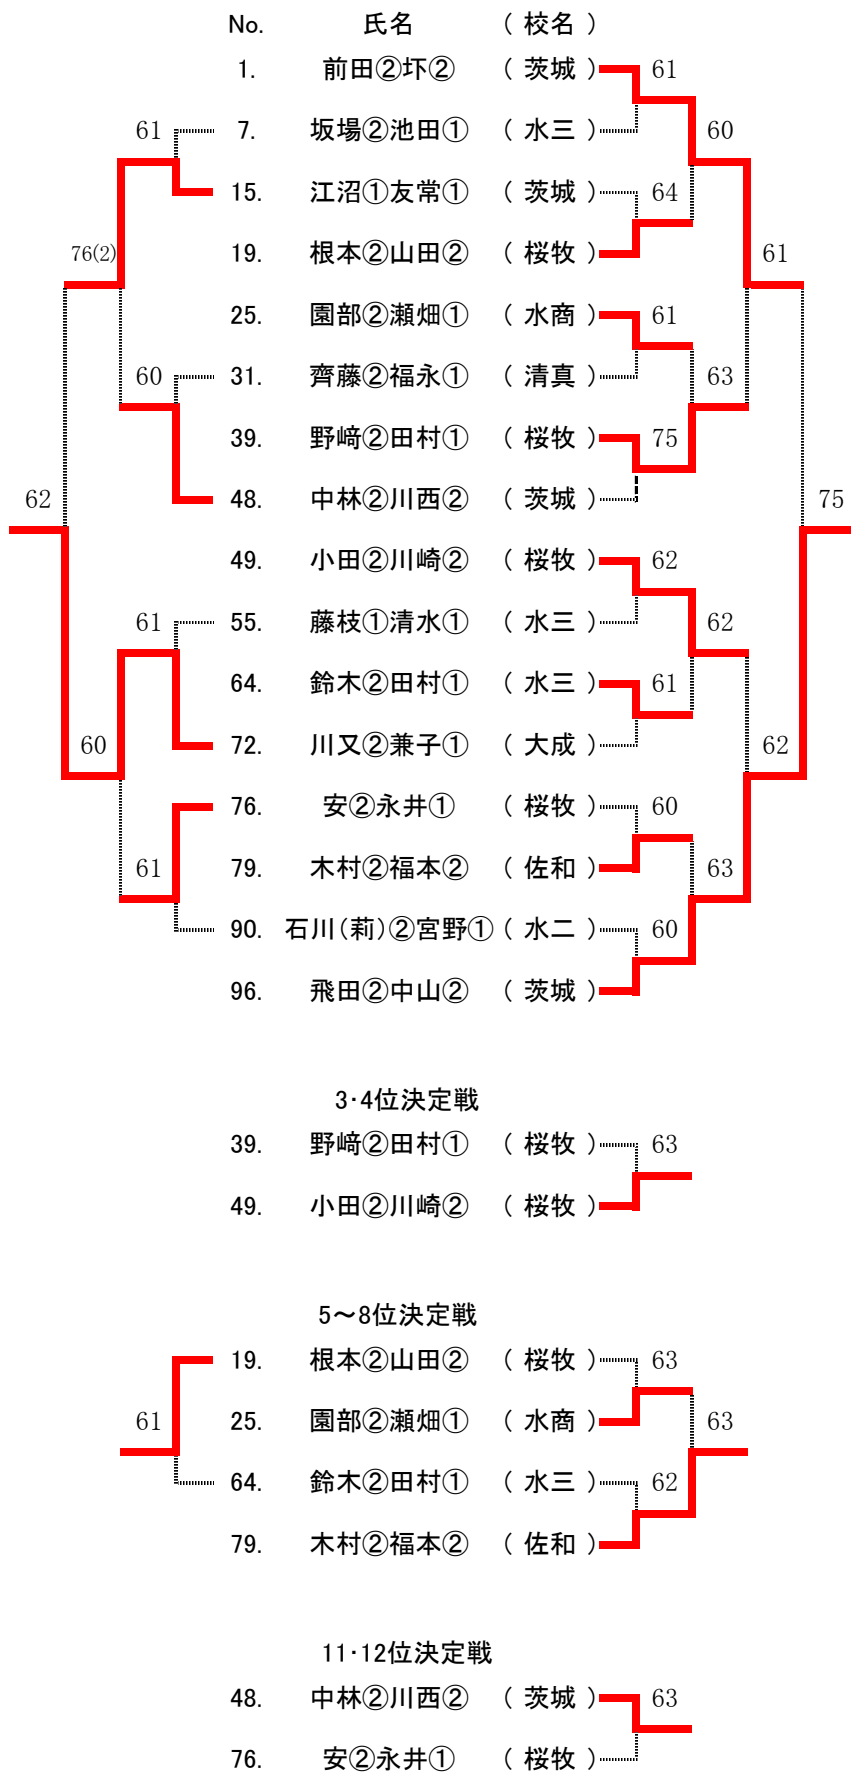 No. 氏名 ( 校名 )
1. 前田②圷② ( 茨城 ) 61
61 7. 坂場②池田① ( 水三 ) 60
15. 江沼①友常① ( 茨城 ) 64
76(2) 19. 根本②山田② ( 桜牧 ) 61
25. 園部②瀬畑① ( 水商 ) 61
60 31. 齊藤②福永① ( 清真 ) 63
39. 野﨑②田村① ( 桜牧 ) 75
62 48. 中林②川西② ( 茨城 ) 75
49. 小田②川崎② ( 桜牧 ) 62
61 55. 藤枝①清水① ( 水三 ) 62
64. 鈴木②田村① ( 水三 ) 61
60 72. 川又②兼子① ( 大成 ) 62
76. 安②永井① ( 桜牧 ) 60
61 79. 木村②福本② ( 佐和 ) 63
90. 石川(莉)②宮野① ( 水二 ) 60
96. 飛田②中山② ( 茨城 )
3・4位決定戦
39. 野﨑②田村① ( 桜牧 ) 63
49. 小田②川崎② ( 桜牧 )
5～8位決定戦
19. 根本②山田② ( 桜牧 ) 63
61 25. 園部②瀬畑① ( 水商 ) 63
64. 鈴木②田村① ( 水三 ) 62
79. 木村②福本② ( 佐和 )
11・12位決定戦
48. 中林②川西② ( 茨城 ) 63
76. 安②永井① ( 桜牧 )